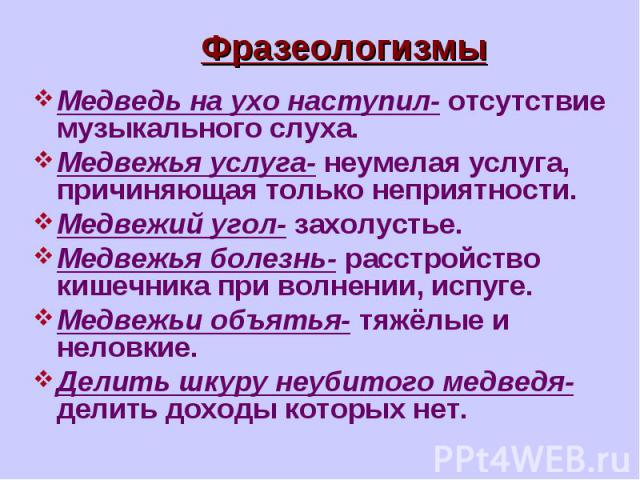 Фразеологизмы
Медведь на ухо наступил- отсутствие
музыкального слуха.
Медвежья услуга- неумелая услуга,
причиняющая только неприятности.
Медвежий угол- захолустье.
Медвежья болезнь- расстройство
кишечника при волнении, испуге.
Медвежьи объятья- тяжёлые и
неловкие.
Делить шкуру неубитого медведя-
делить доходы которых нет.
PPt4WEB.ru